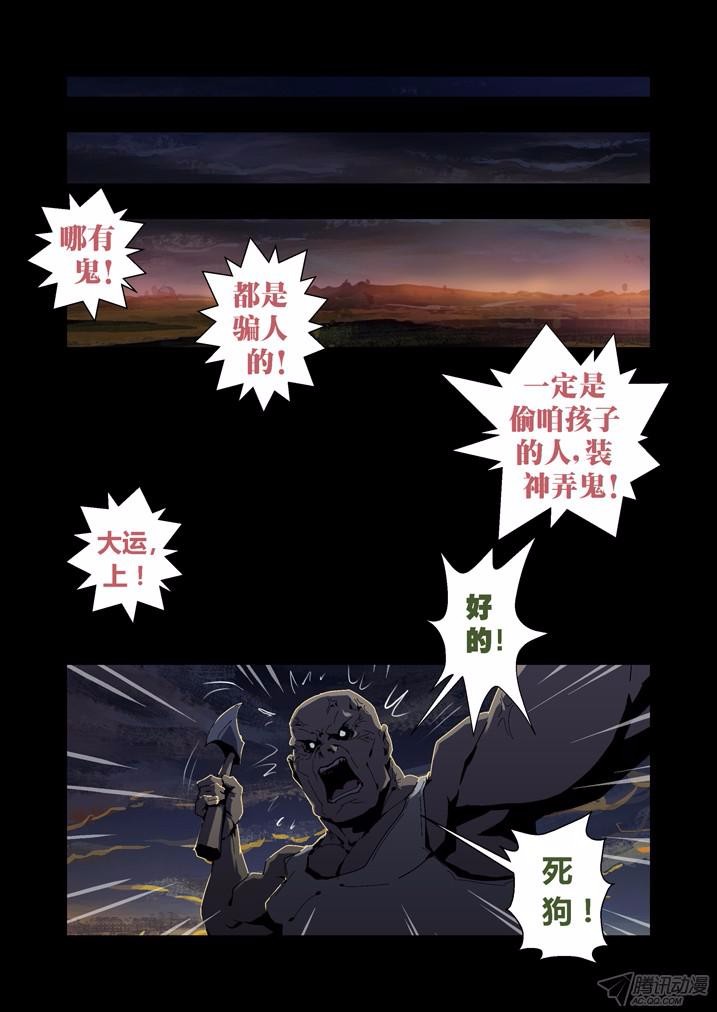 哪有
鬼！
都是
骗人
的！
一定是
偷咱孩子
的人，装
神弄鬼！
大运，
上！
好
的！
死
狗！
腾讯动漫
AC.QQ.COM